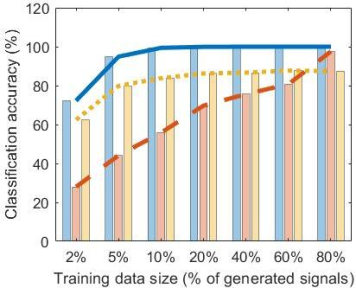 120
100
80
60
40
20
0
Classification accuracy (%)
2% 5% 10% 20% 40% 60% 80%
Training data size (% of generated signals)